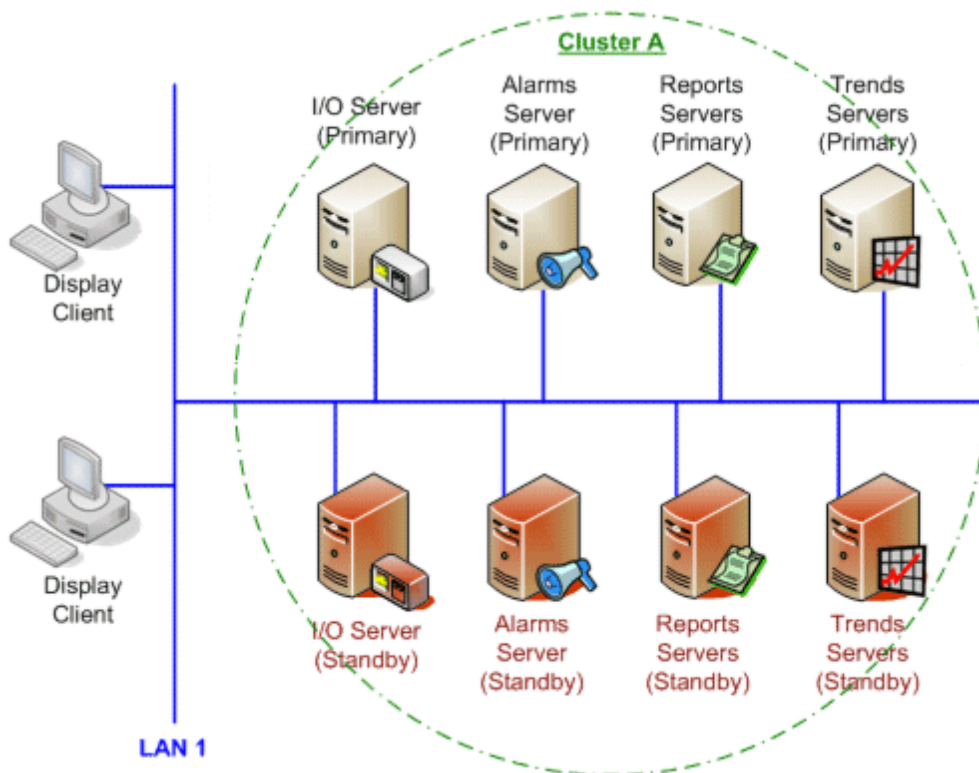 Cluster A
I/O Server
(Primary)
Alarms
Server
(Primary)
Reports
Servers
(Primary)
Trends
Servers
(Primary)
Display
Client
Display
Client
I/O Server
(Standby)
Alarms
Server
(Standby)
Reports
Servers
(Standby)
Trends
Servers
(Standby)
LAN 1